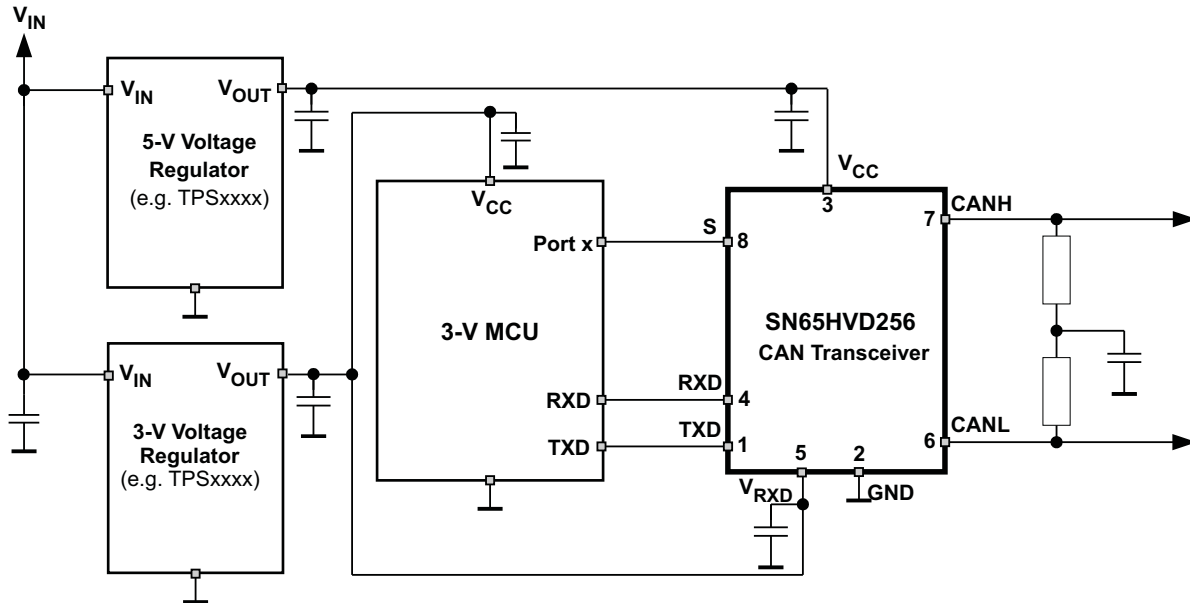 VIN
VIN
VOUT
5-V Voltage
Regulator
(e.g. TPSxxxx)
VCC
Port x
3-V MCU
RXD
TXD
VCC
3
S
8
7
CANH
SN65HVD256
CAN Transceiver
RXD
4
TXD
1
6
CANL
5
2
VRXD
GND
VIN
VOUT
3-V Voltage
Regulator
(e.g. TPSxxxx)